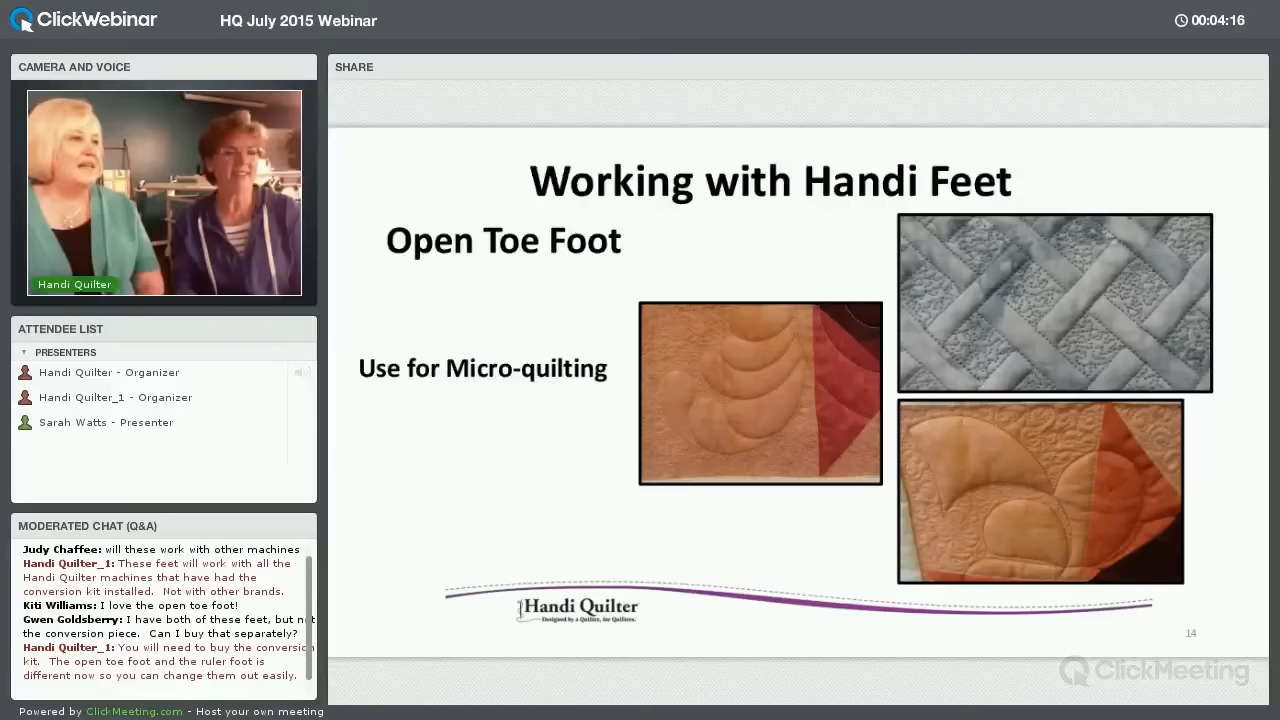 ClickWebinar
HQ July 2015 Webinar
00:04:16
CAMERA AND VOICE
SHARE
Handi Quilter
Working with Handi Feet
Open Toe Foot
Use for Micro-quilting
Handi Quilter
Designed by a Quilter, for Quilters.
14
ClickMeeting
ATTENDEE LIST
PRESENTERS
Handi Quilter - Organizer
Handi Quilter_1 - Organizer
Sarah Watts - Presenter
MODERATED CHAT (Q&A)
Judy Chaffee: will these work with other machines
Handi Quilter_1: These feet will work with all the
Handi Quilter machines that have had the
conversion kit installed. Not with other brands.
Kiti Williams: I love my open toe foot!
Gwen Goldsberry: I have both of these feet, but not
the conversion piece. Can I buy that separately?
Handi Quilter_1: You will need to buy the conversion
kit. The open toe foot and the ruler foot is
different now so you can change them out easily.
Powered by ClickMeeting.com - Host your own meeting